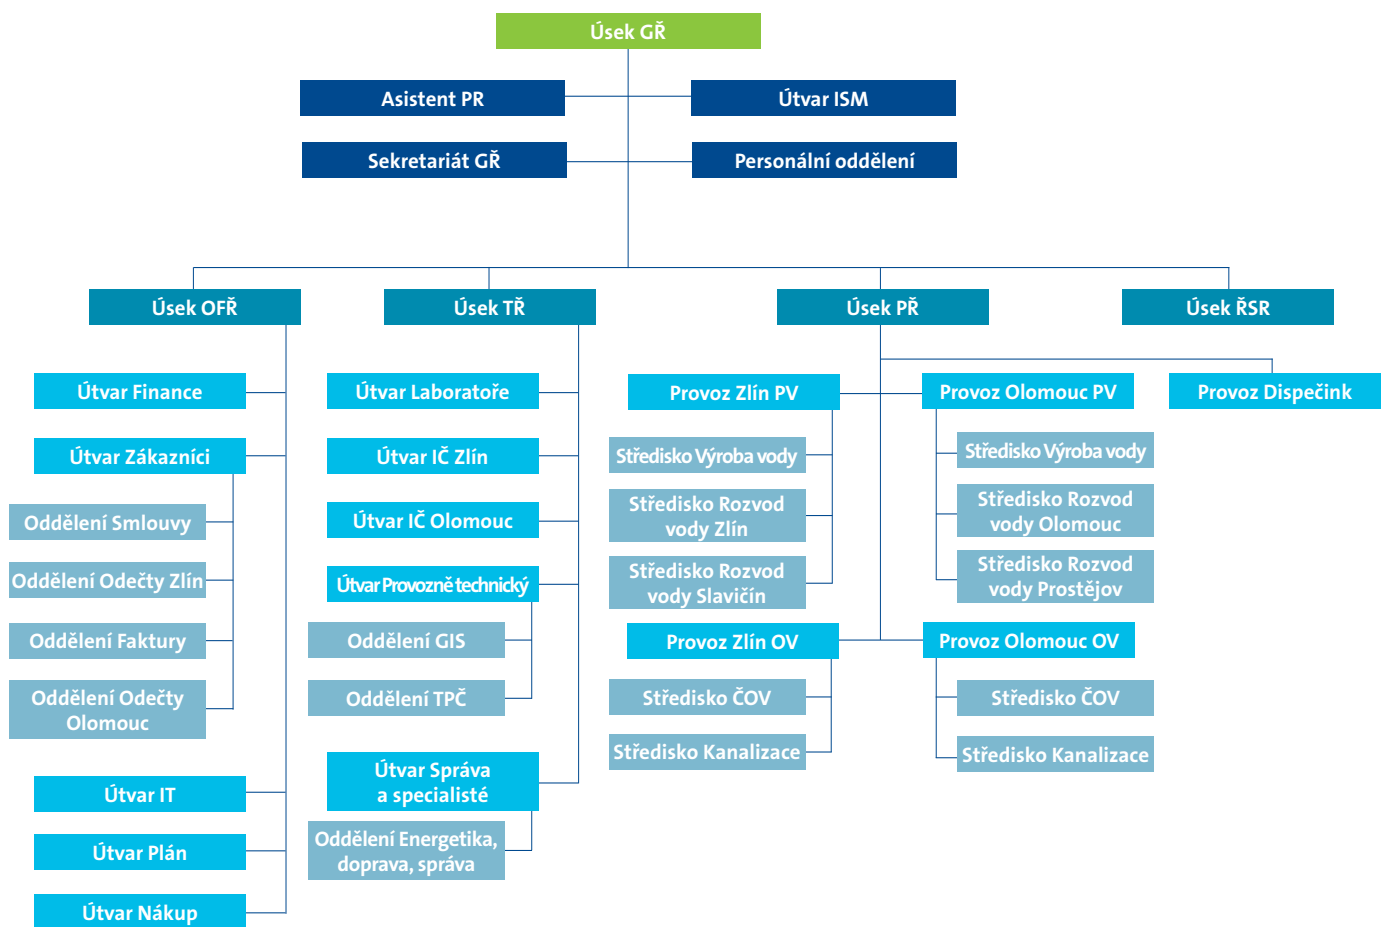 Úsek GŘ
Asistent PR
Útvar ISM
Sekretariát GŘ
Personální oddělení
Úsek OFŘ
Úsek TŘ
Úsek PŘ
Úsek ŘSR
Útvar Finance
Útvar Zákazníci
Oddělení Smlouvy
Oddělení Odečty Zlín
Oddělení Faktury
Oddělení Odečty
Olomouc
Útvar IT
Útvar Plán
Útvar Nákup
Útvar Laboratoře
Útvar IČ Zlín
Útvar IČ Olomouc
Útvar Provozně technický
Oddělení GIS
Oddělení TPČ
Útvar Správa
a specialisté
Oddělení Energetika,
doprava, správa
Provoz Zlín PV
Středisko Výroba vody
Středisko Rozvod
vody Zlín
Středisko Rozvod
vody Slavičín
Provoz Zlín OV
Středisko ČOV
Středisko Kanalizace
Provoz Olomouc PV
Středisko Výroba vody
Středisko Rozvod
vody Olomouc
Středisko Rozvod
vody Prostějov
Provoz Olomouc OV
Středisko ČOV
Středisko Kanalizace
Provoz Dispečink